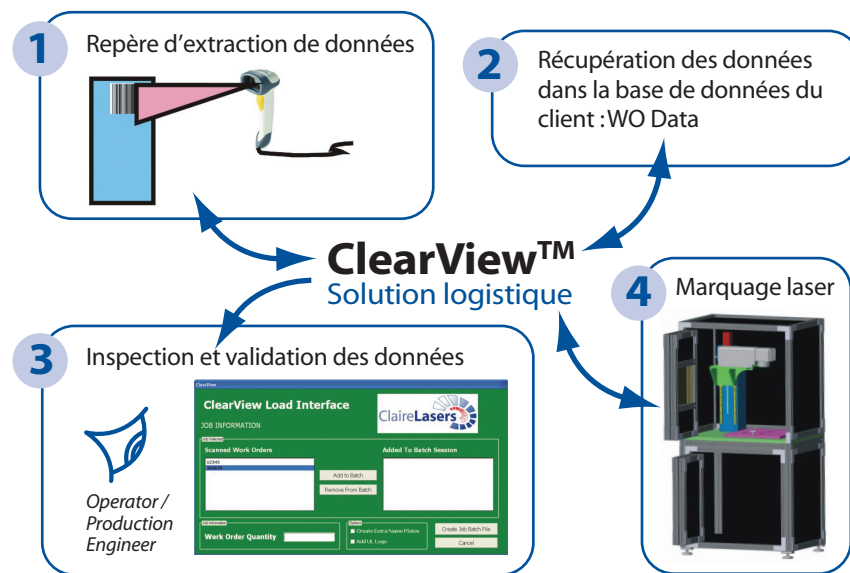 1
Repère d'extraction de données
2
Récupération des données
dans la base de données du
client : WO Data
ClearView™
Solution logistique
3
Inspection et validation des données
Operator /
Production
Engineer
ClearView
ClearView Load Interface
ClaireLasers
JOB INFORMATION
Scanned Work Orders
Added To Batch Session
12345
Add to Batch
Remove From Batch
Job Information
Work Order Quantity
Options
Create Extra Name Plates
Add UL Logo
Create Job Batch File
Cancel
4
Marquage laser